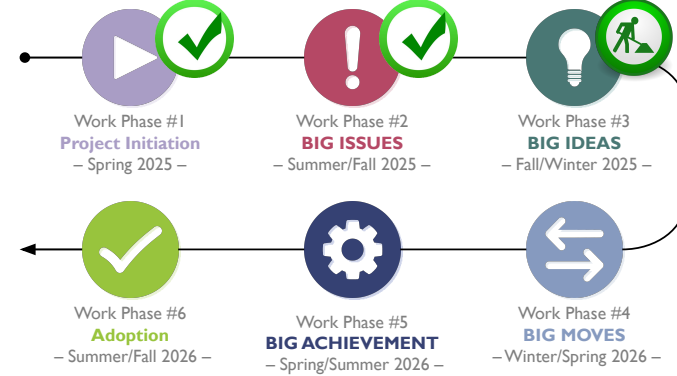 Work Phase #1
Project Initiation
– Spring 2025 –
Work Phase #2
BIG ISSUES
– Summer/Fall 2025 –
Work Phase #3
BIG IDEAS
– Fall/Winter 2025 –
Work Phase #6
Adoption
– Summer/Fall 2026 –
Work Phase #5
BIG ACHIEVEMENT
– Spring/Summer 2026 –
Work Phase #4
BIG MOVES
– Winter/Spring 2026 –